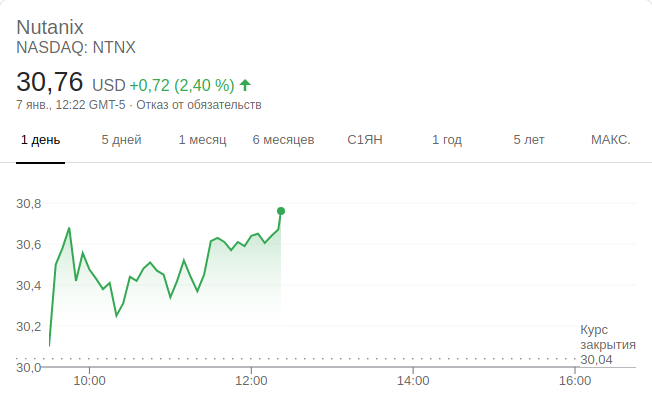 Nutanix
NASDAQ: NTNX
30,76 USD +0,72 (2,40 %)
7 янв., 12:22 GMT-5 · Отказ от обязательств
1 день 5 дней 1 месяц 6 месяцев С1ЯН 1 год 5 лет МАКС.
30,8
30,6
30,4
30,2
Курс
закрытия
30,04
30,0
10:00 12:00 14:00 16:00